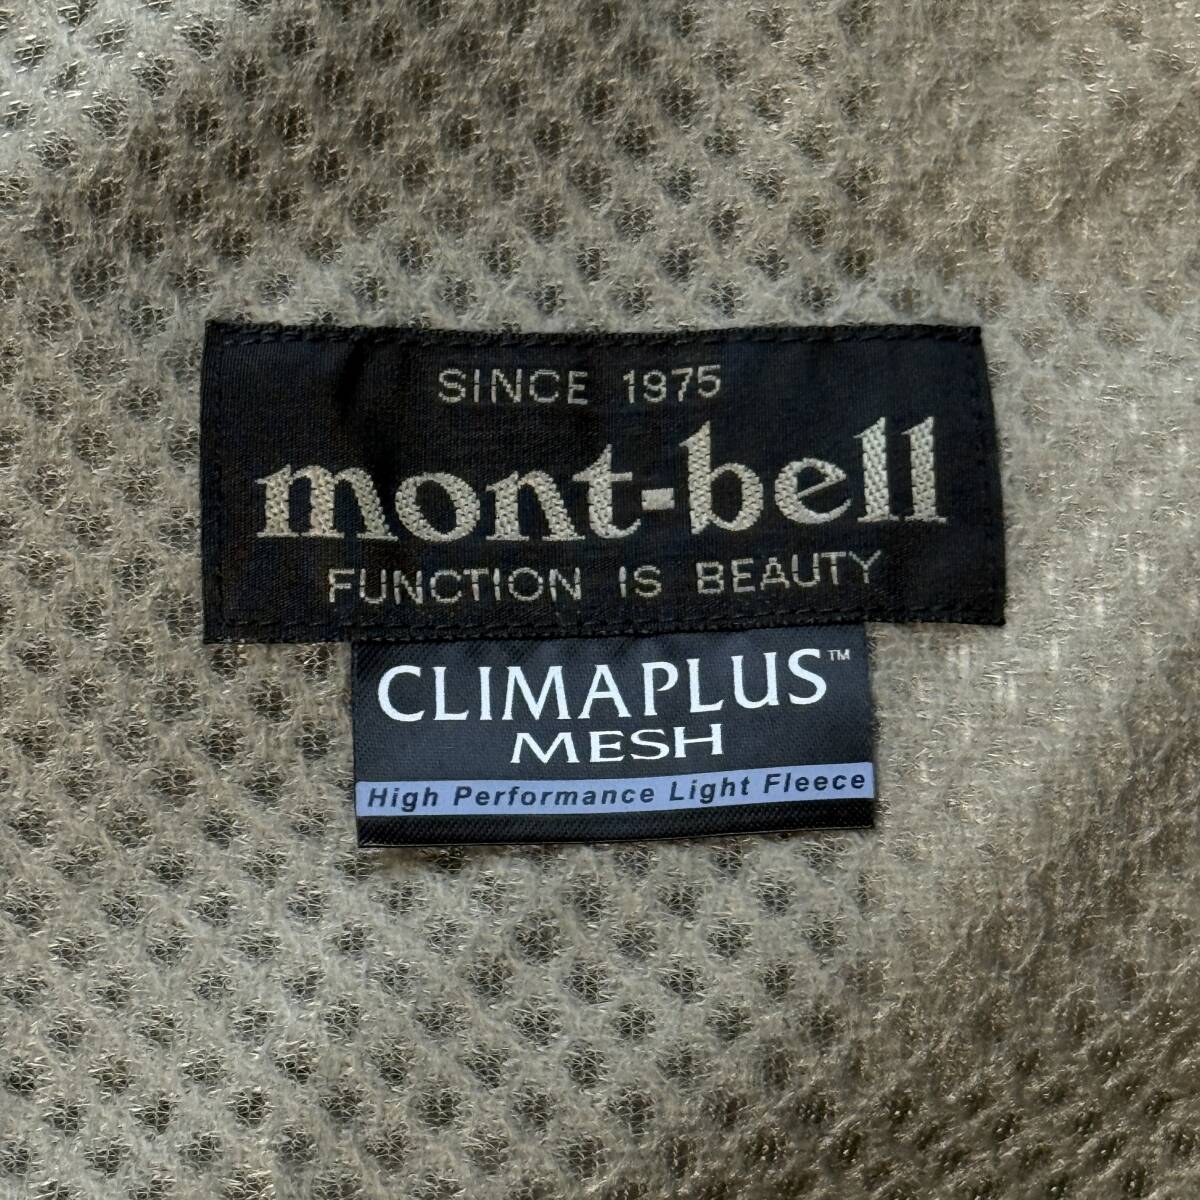 SINCE 1975
mont-bell
FUNCTION IS BEAUTY
CLIMAPLUS™
MESH
High Performance Light Fleece